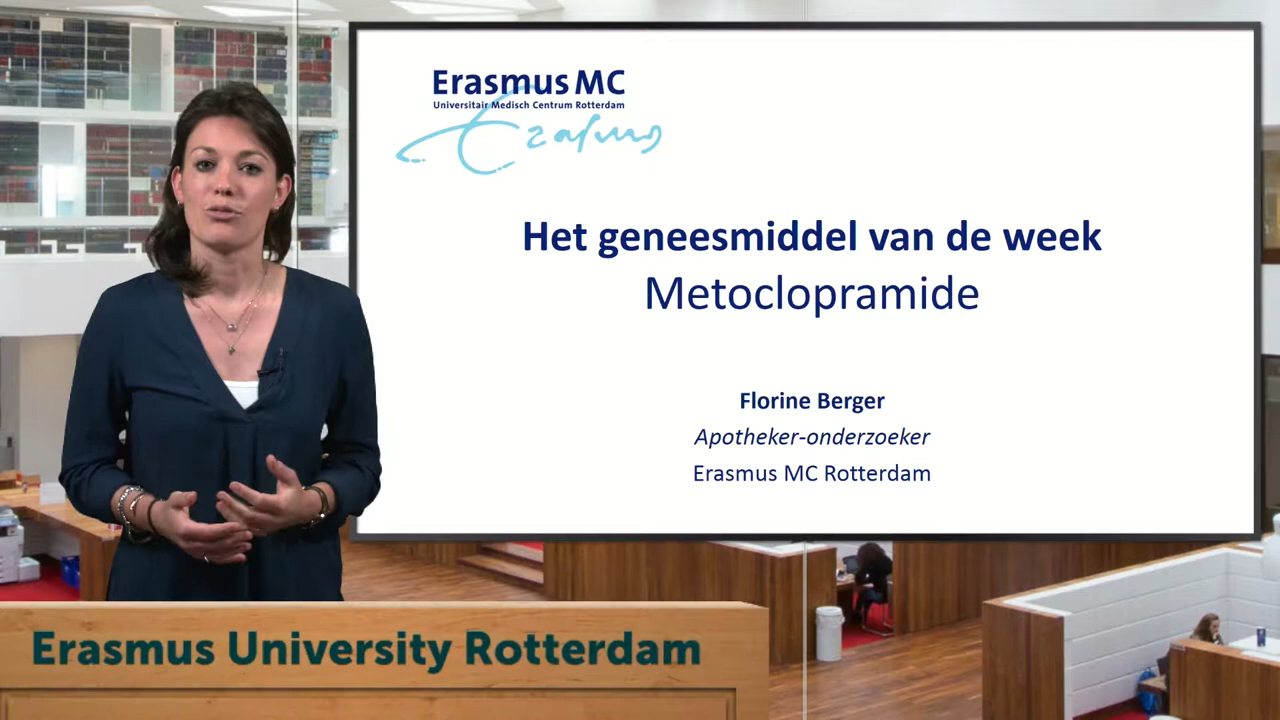 Erasmus MC
Universitair Medisch Centrum Rotterdam
Erasmus
Het geneesmiddel van de week
Metoclopramide
Florine Berger
Apotheker-onderzoeker
Erasmus MC Rotterdam
Erasmus University Rotterdam